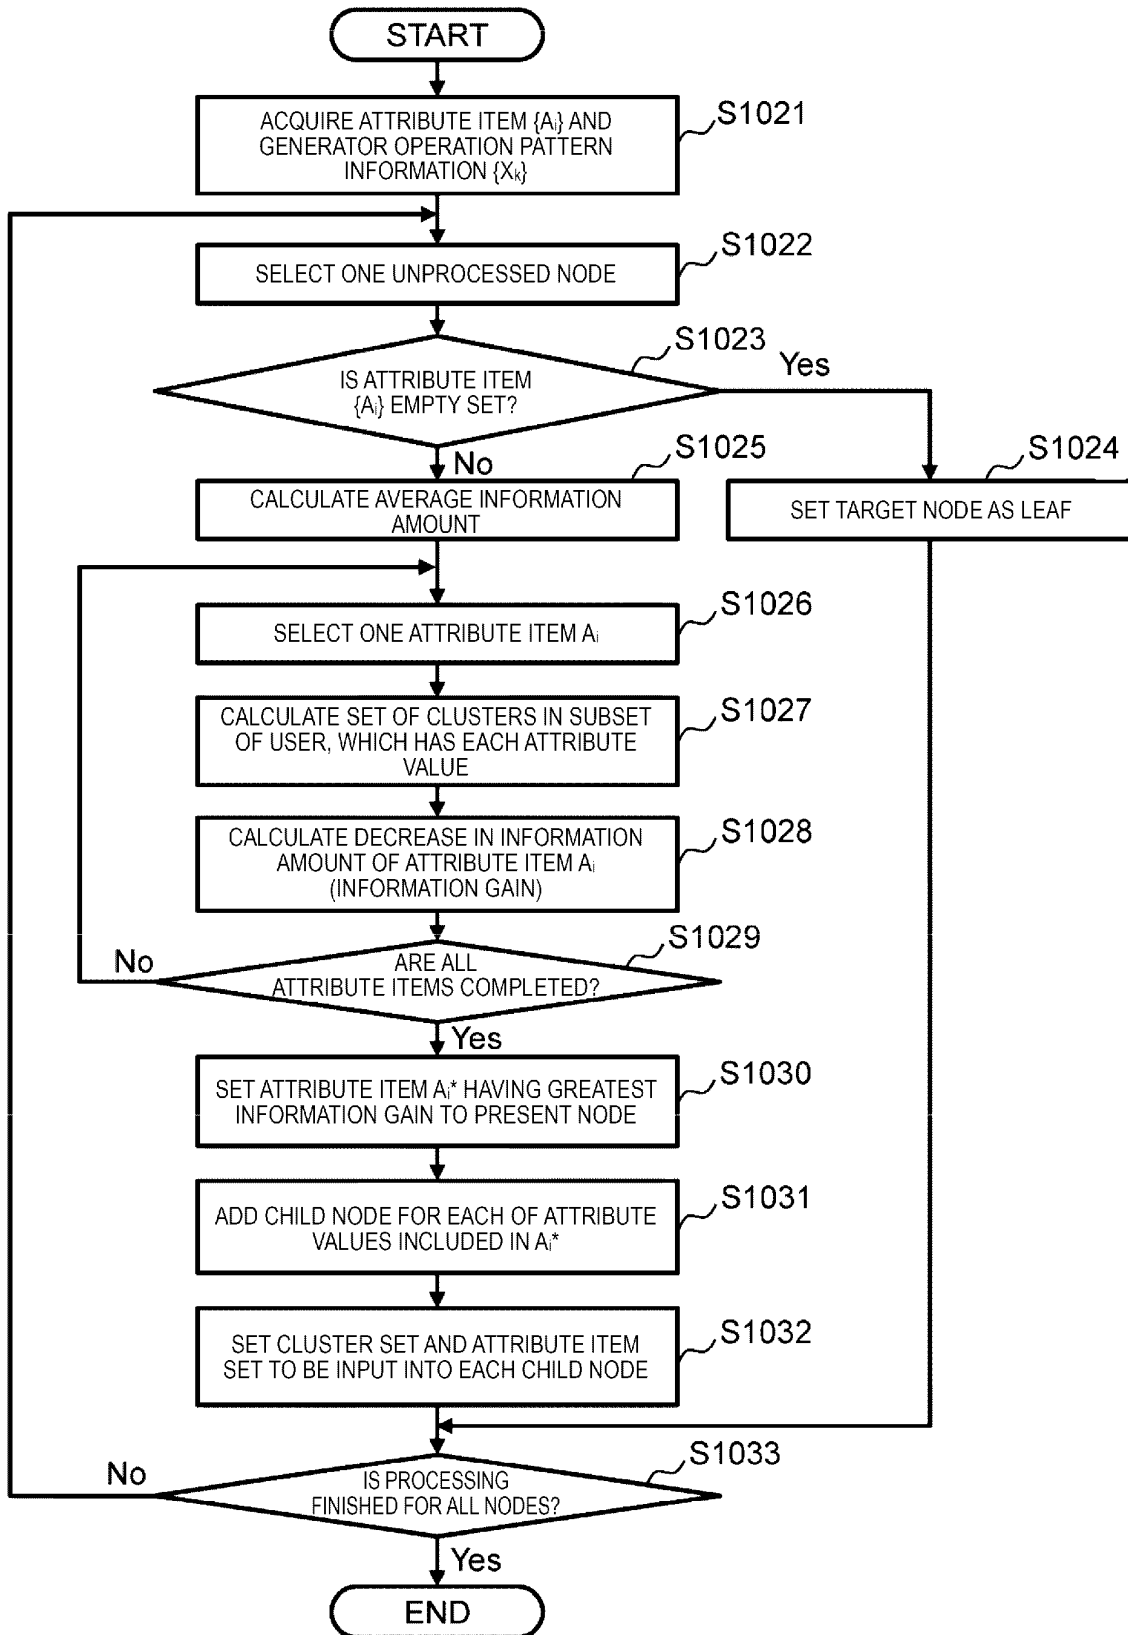 START
S1021
ACQUIRE ATTRIBUTE ITEM {Ai} AND
GENERATOR OPERATION PATTERN
INFORMATION {Xk}
S1022
SELECT ONE UNPROCESSED NODE
S1023
Yes
IS ATTRIBUTE ITEM
{Ai} EMPTY SET?
No
S1025
S1024
CALCULATE AVERAGE INFORMATION
AMOUNT
SET TARGET NODE AS LEAF
S1026
SELECT ONE ATTRIBUTE ITEM Ai
S1027
CALCULATE SET OF CLUSTERS IN SUBSET
OF USER, WHICH HAS EACH ATTRIBUTE
VALUE
S1028
CALCULATE DECREASE IN INFORMATION
AMOUNT OF ATTRIBUTE ITEM Ai
(INFORMATION GAIN)
S1029
No
ARE ALL
ATTRIBUTE ITEMS COMPLETED?
Yes
S1030
SET ATTRIBUTE ITEM Ai* HAVING GREATEST
INFORMATION GAIN TO PRESENT NODE
S1031
ADD CHILD NODE FOR EACH OF ATTRIBUTE
VALUES INCLUDED IN Ai*
S1032
SET CLUSTER SET AND ATTRIBUTE ITEM
SET TO BE INPUT INTO EACH CHILD NODE
S1033
No
IS PROCESSING
FINISHED FOR ALL NODES?
Yes
END